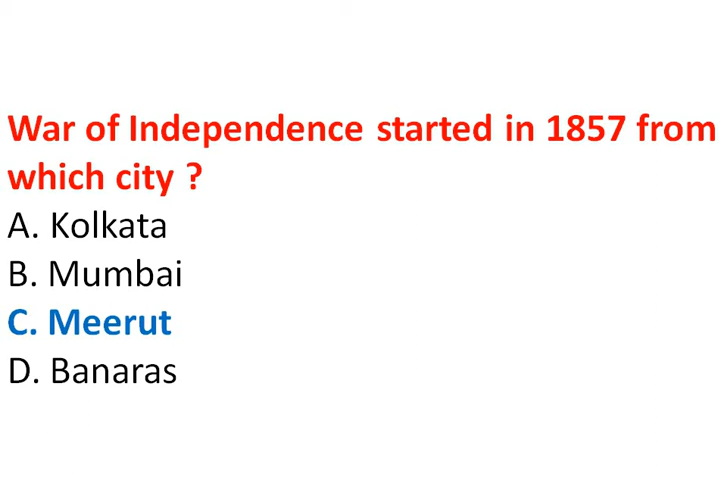 War of Independence started in 1857 from
which city ?
A. Kolkata
B. Mumbai
C. Meerut
D. Banaras